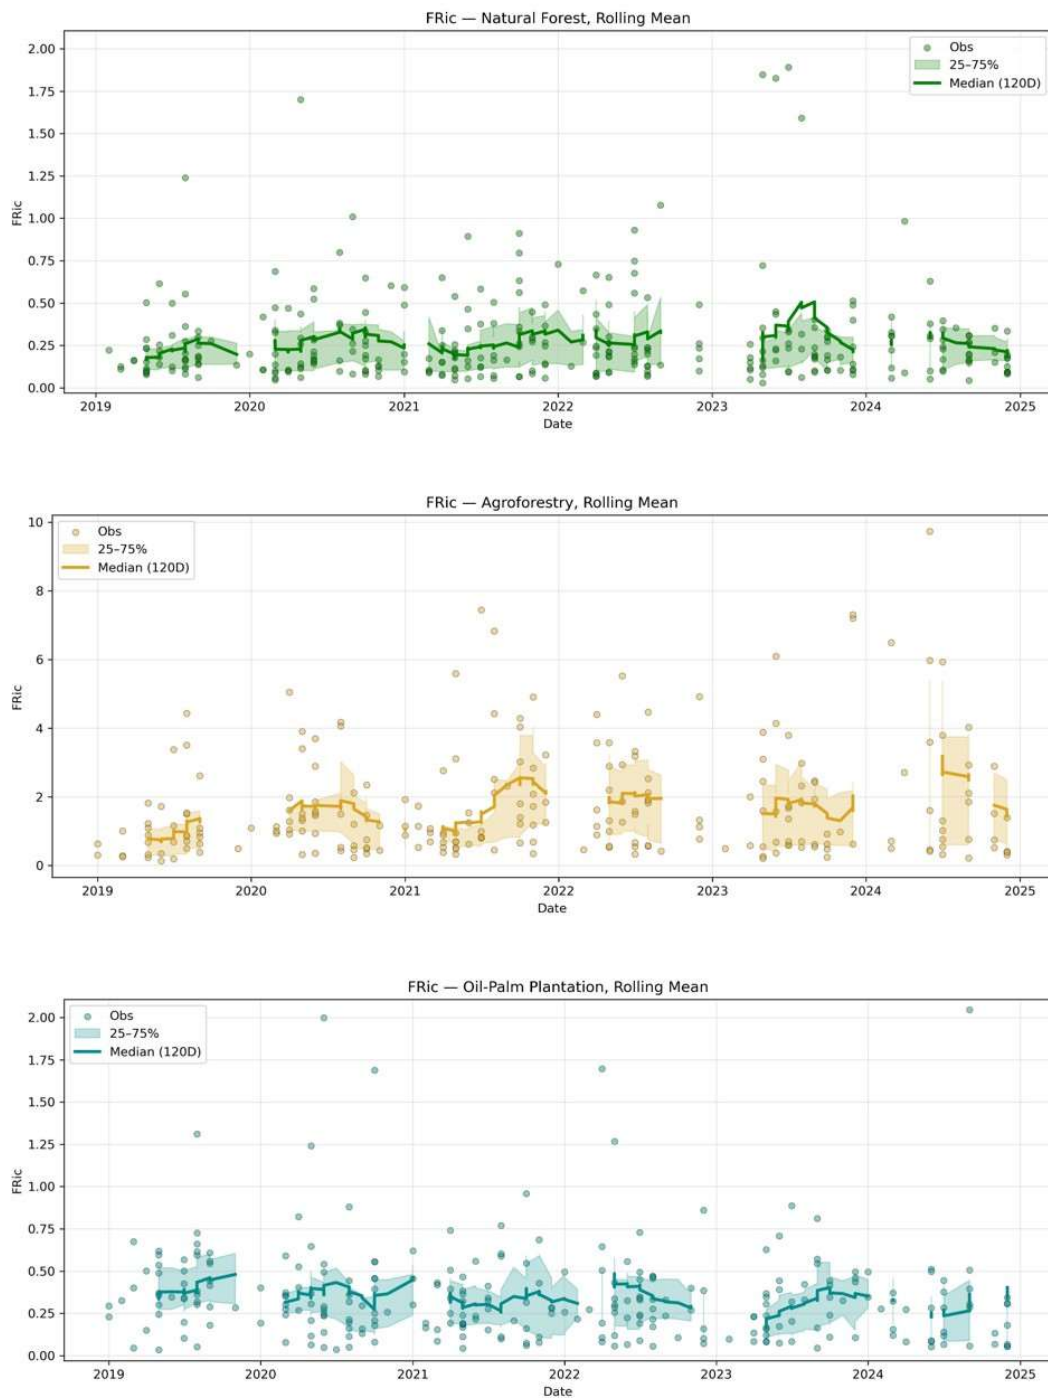 FRic — Natural Forest, Rolling Mean
2.00
1.75
1.50
1.25
1.00
0.75
0.50
0.25
0.00
FRic
Obs
25–75%
Median (120D)
2019 2020 2021 2022 2023 2024 2025
Date
FRic — Agroforestry, Rolling Mean
10
8
6
4
2
0
FRic
Obs
25–75%
Median (120D)
2019 2020 2021 2022 2023 2024 2025
Date
FRic — Oil-Palm Plantation, Rolling Mean
2.00
1.75
1.50
1.25
1.00
0.75
0.50
0.25
0.00
FRic
Obs
25–75%
Median (120D)
2019 2020 2021 2022 2023 2024 2025
Date